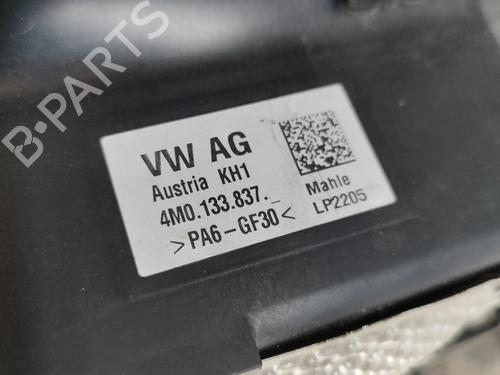 B-PARTS
VW AG
Austria KH1
4M0.133.837._
>PA6-GF30<
Mahle
LP2205